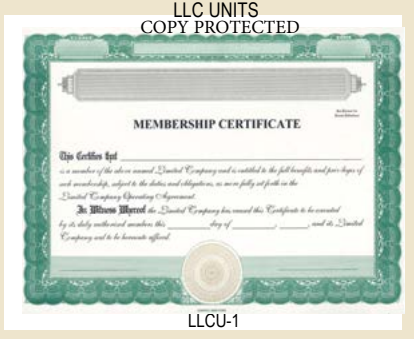 LLC UNITS
COPY PROTECTED
MEMBERSHIP CERTIFICATE
This Certifies that
is a member of the above named Limited Company and is entitled to the full benefits and privileges of
such membership, subject to the duties and obligations, as more fully set forth in the
Limited Company Operating Agreement.
In Witness Whereof the Limited Company has caused this Certificate to be executed
by its duly authorized members this day of , , and its Limited
Company seal to be hereunto affixed.
LLCU-1